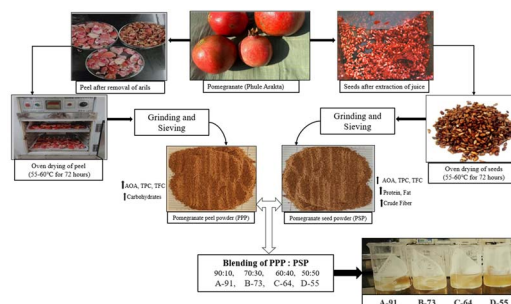 Peel after removal of arils
Pomegranate (Phule Arakta)
Seeds after extraction of juice
Grinding and
Sieving
Grinding and
Sieving
Oven drying of peel
(55-60°C for 72 hours)
Oven drying of seeds
(55-60°C for 72 hours)
AOA, TPC, TFC
Carbohydrates
AOA, TPC, TFC
Protein, Fat
Crude Fiber
Pomegranate peel powder (PPP)
Pomegranate seed powder (PSP)
Blending of PPP : PSP
90:10, 70:30, 60:40, 50:50
A-91, B-73, C-64, D-55
A-91 B-73 C-64 D-55